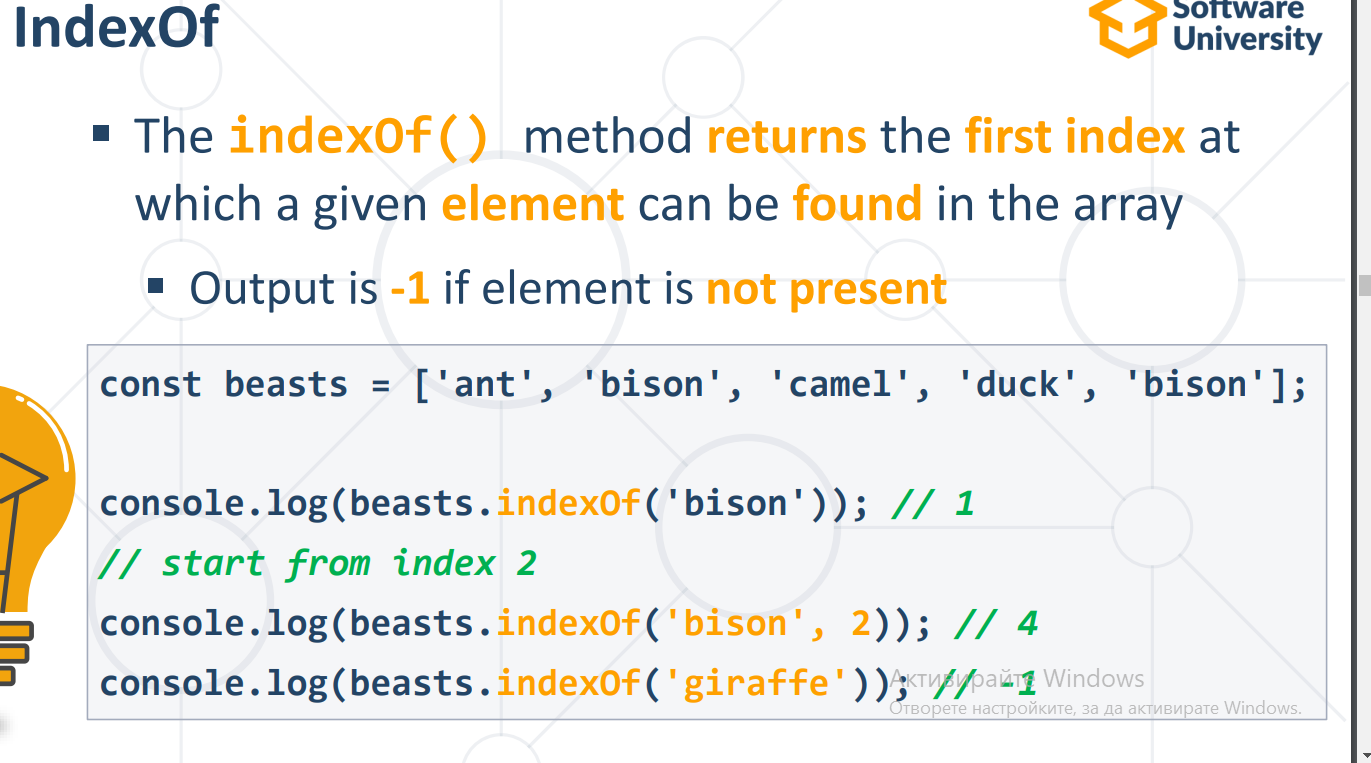 IndexOf
Software
University
▪ The indexOf() method returns the first index at
which a given element can be found in the array
▪ Output is -1 if element is not present
const beasts = ['ant', 'bison', 'camel', 'duck', 'bison'];
console.log(beasts.indexOf('bison')); // 1
// start from index 2
console.log(beasts.indexOf('bison', 2)); // 4
console.log(beasts.indexOf('giraffe')); // -1
Активирайте Windows
Отворете настройките, за да активирате Windows.